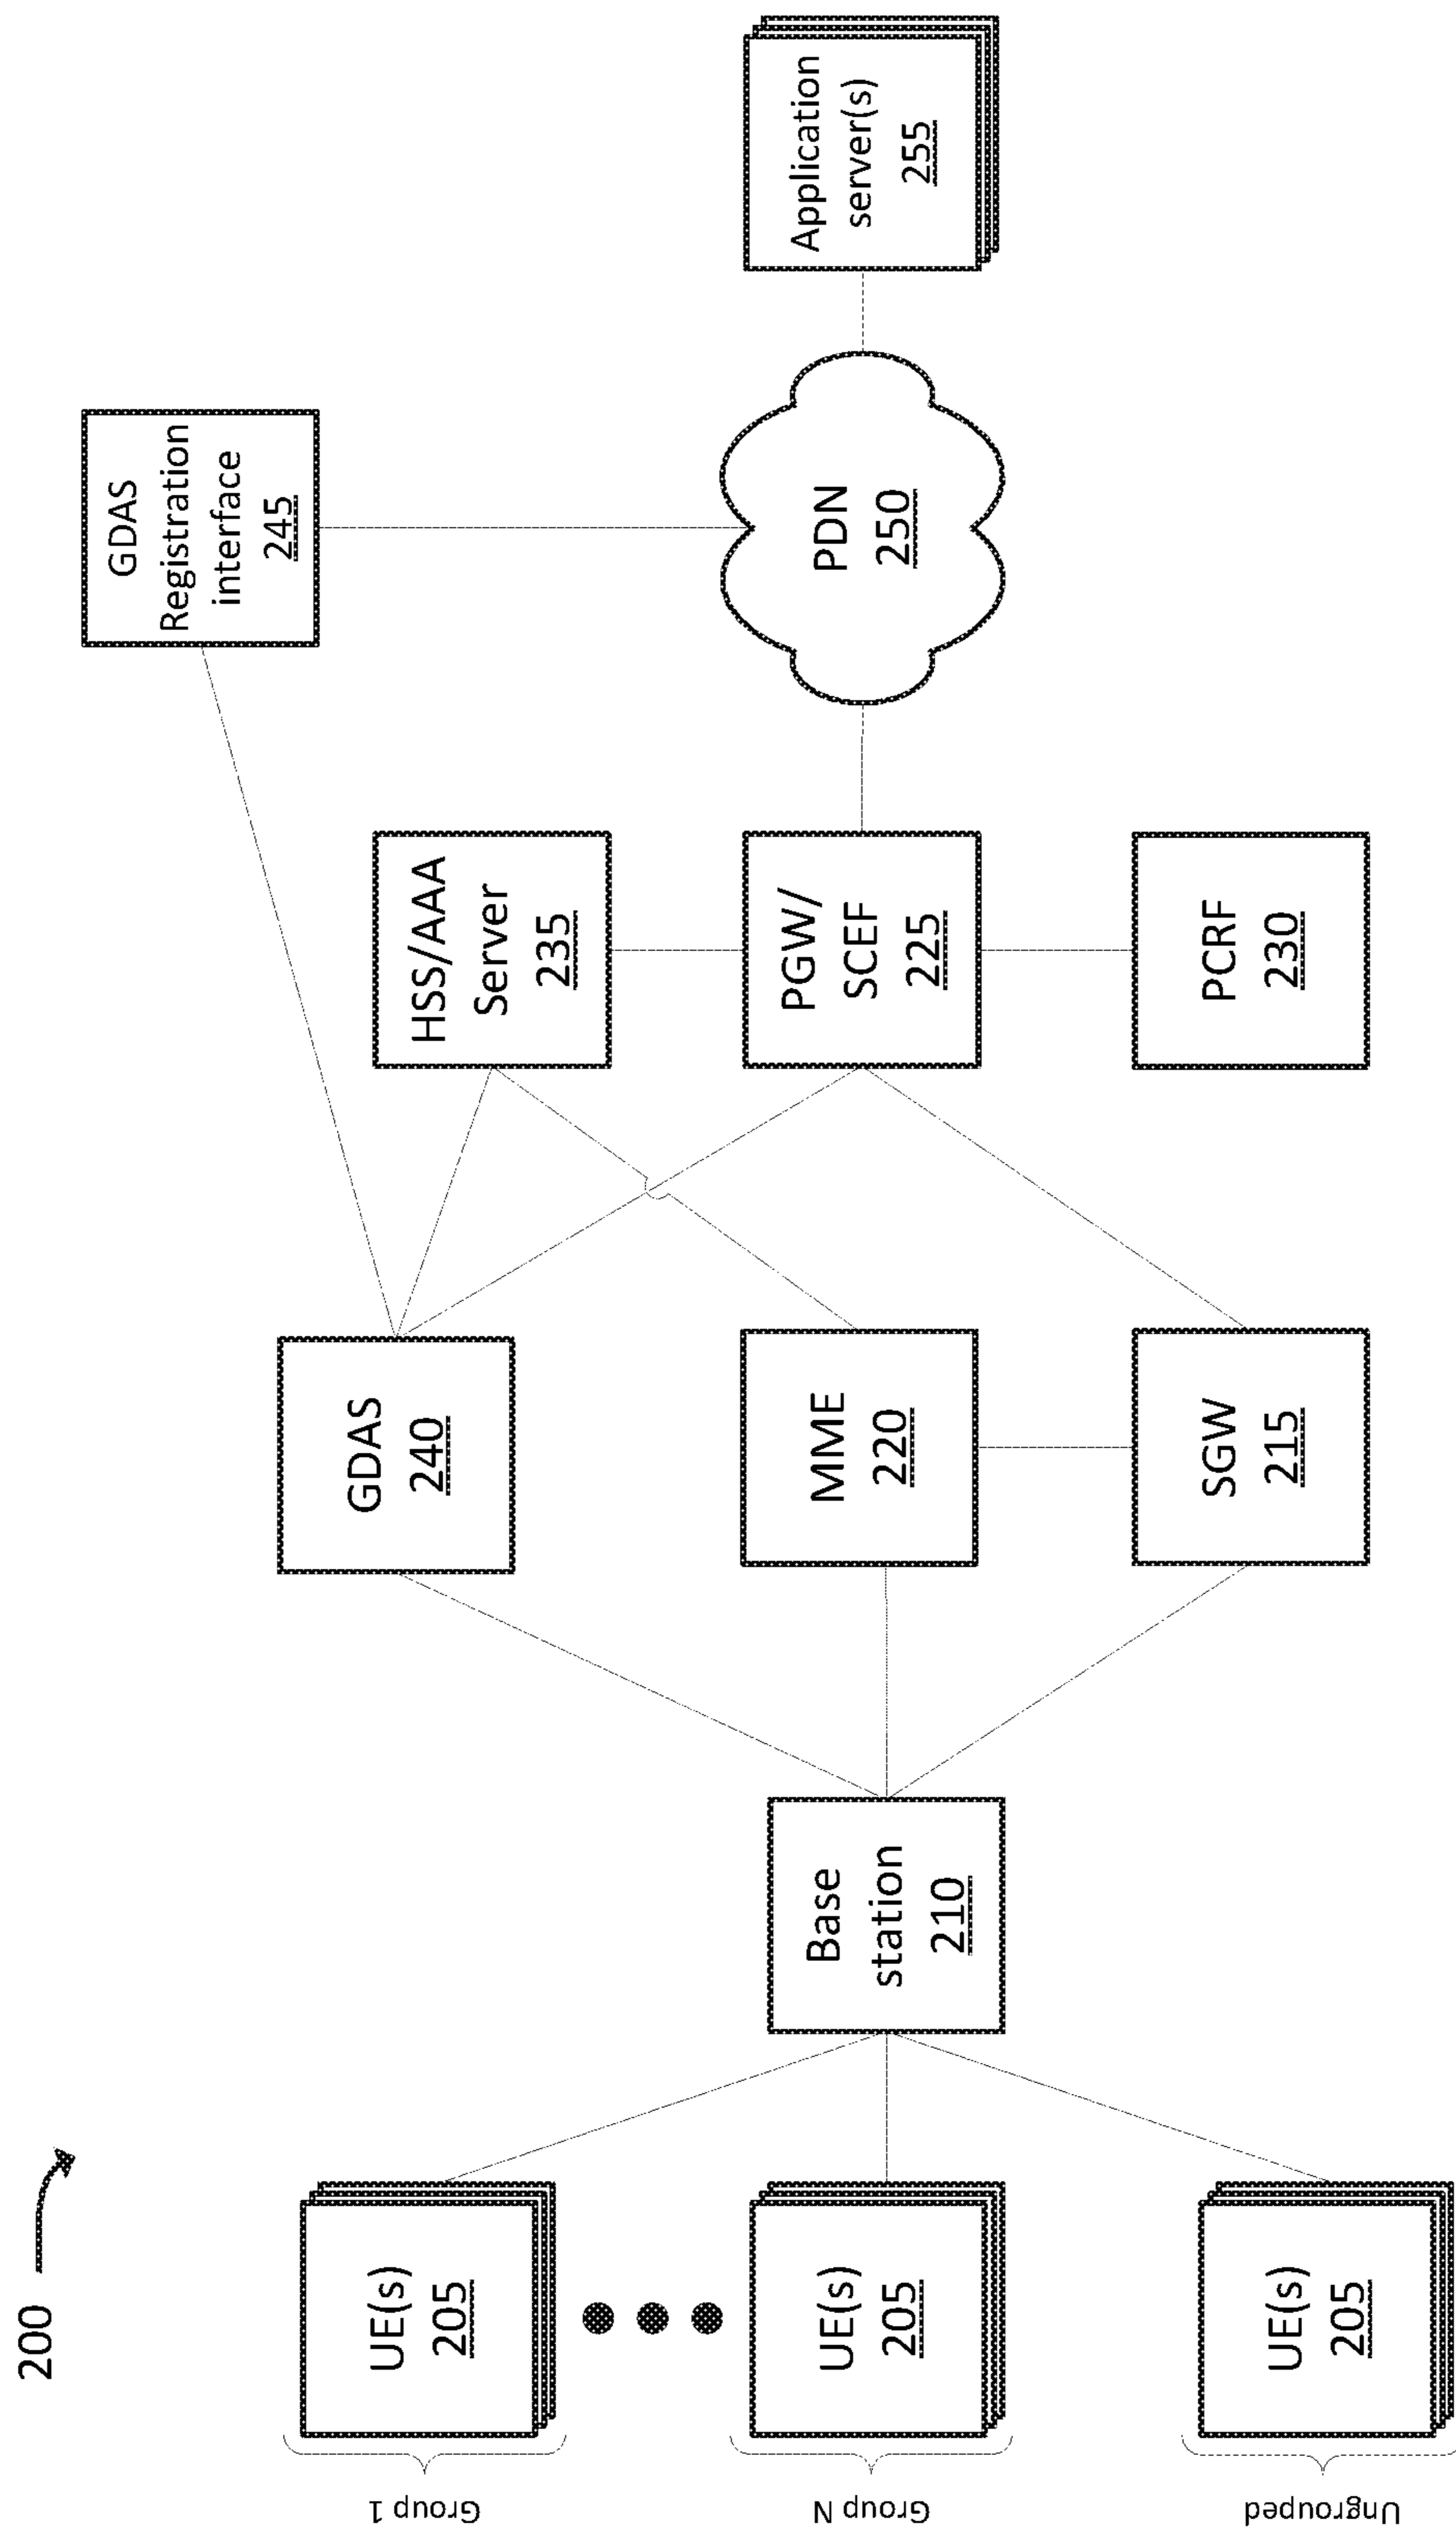 200
Group 1
UE(s)
205
Group N
UE(s)
205
Ungrouped
UE(s)
205
Base
station
210
GDAS
240
MME
220
SGW
215
HSS/AAA
Server
235
PGW/
SCEF
225
PCRF
230
GDAS
Registration
interface
245
PDN
250
Application
server(s)
255